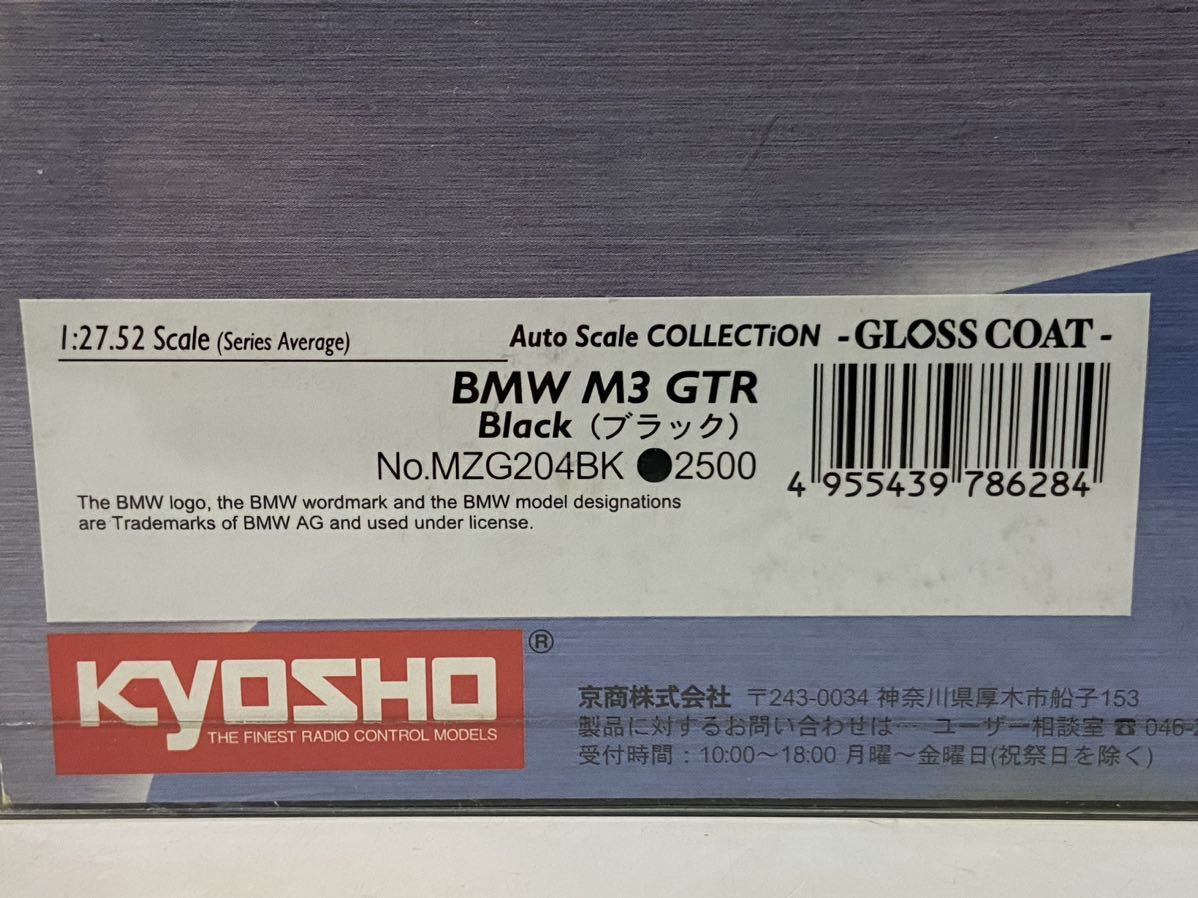 1:27.52 Scale (Series Average)
Auto Scale COLLECTiON -GLOSS COAT-
BMW M3 GTR
Black (ブラック)
No.MZG204BK ●2500
4 955439 786284
The BMW logo, the BMW wordmark and the BMW model designations
are Trademarks of BMW AG and used under license.
KYOSHO ®
THE FINEST RADIO CONTROL MODELS
京商株式会社 〒243-0034 神奈川県厚木市船子153
製品に対するお問い合わせは… ユーザー相談室 ☎ 046-2
受付時間：10:00〜18:00 月曜〜金曜日(祝祭日を除く)